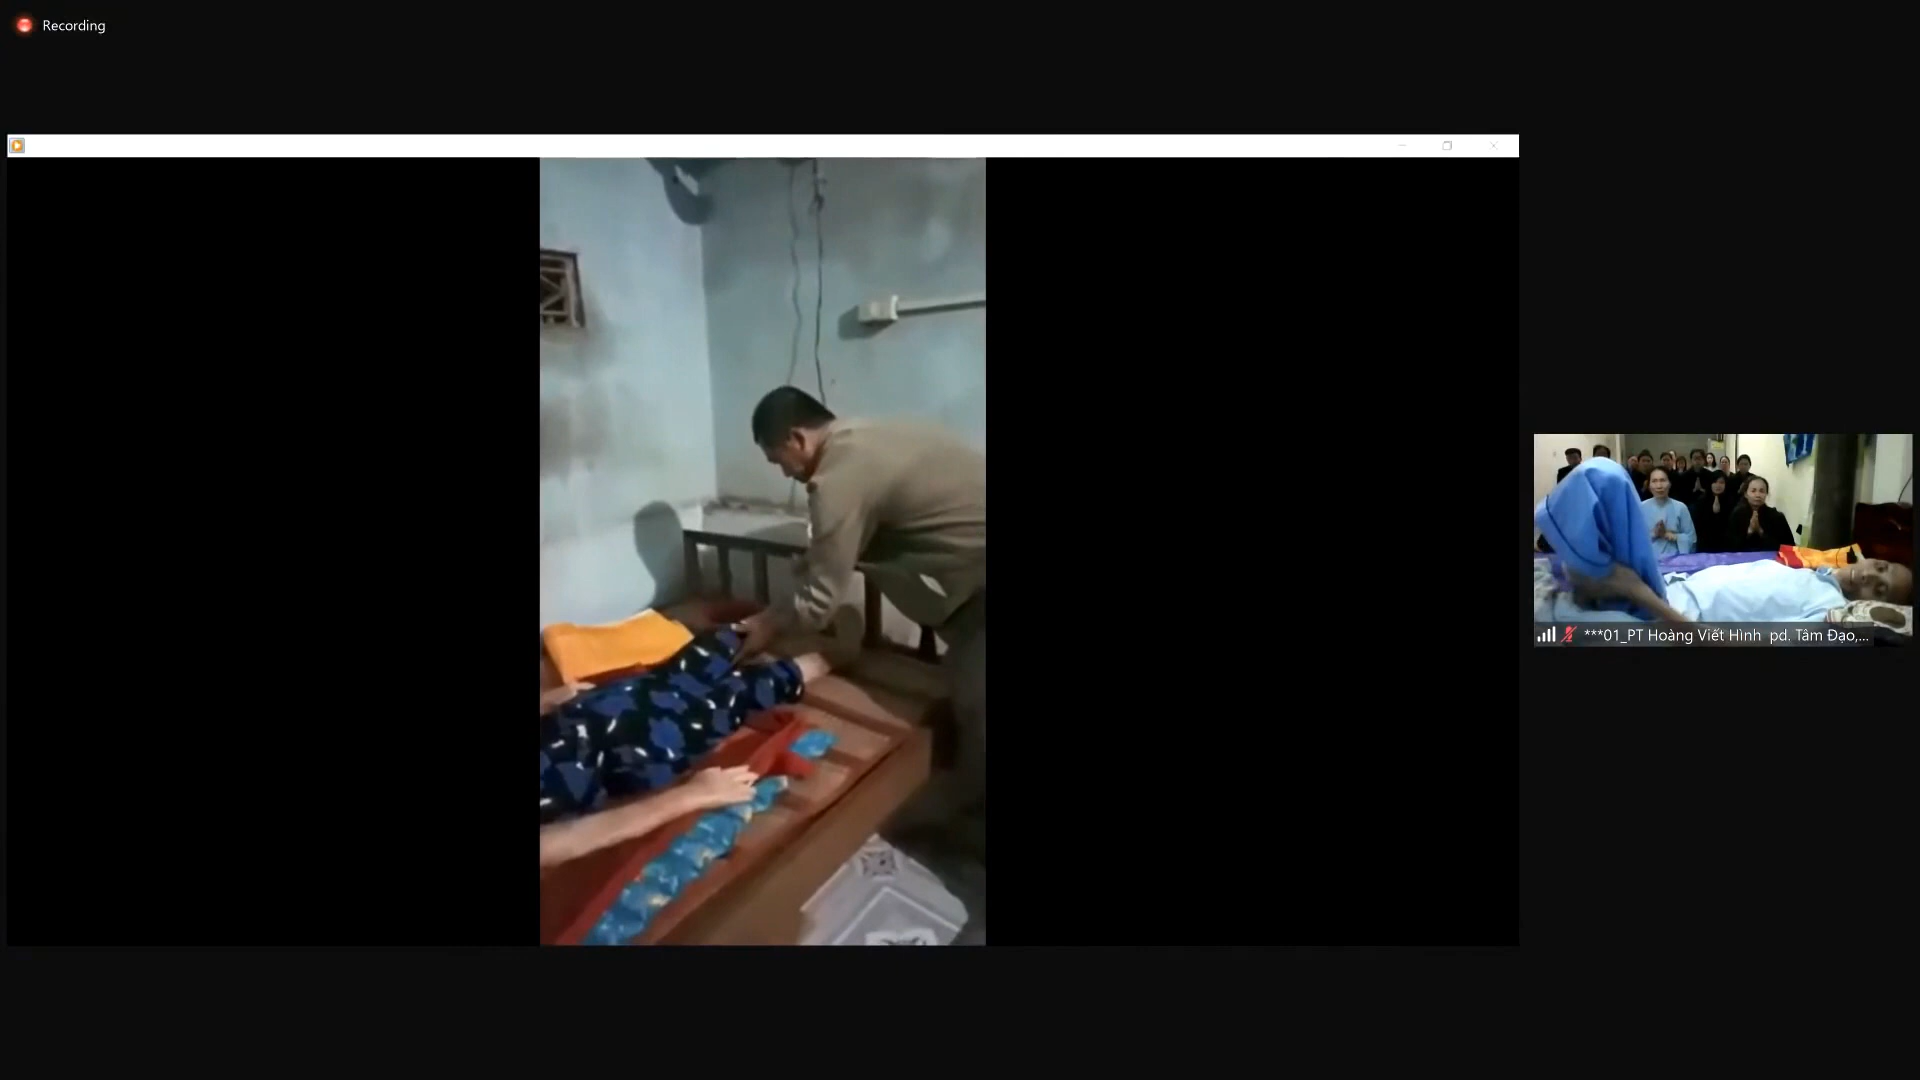 Recording
***01_PT Hoàng Viết Hình pd. Tâm Đạo,...